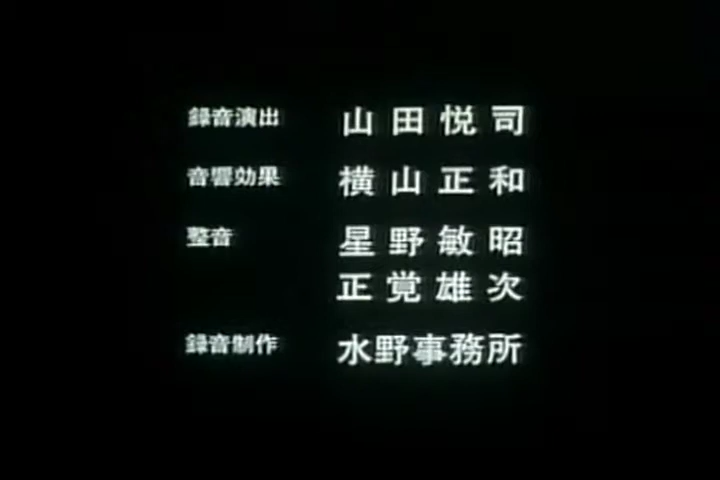 録音演出 山田悦司
音響効果 横山正和
整音 星野敏昭
正覚雄次
録音制作 水野事務所